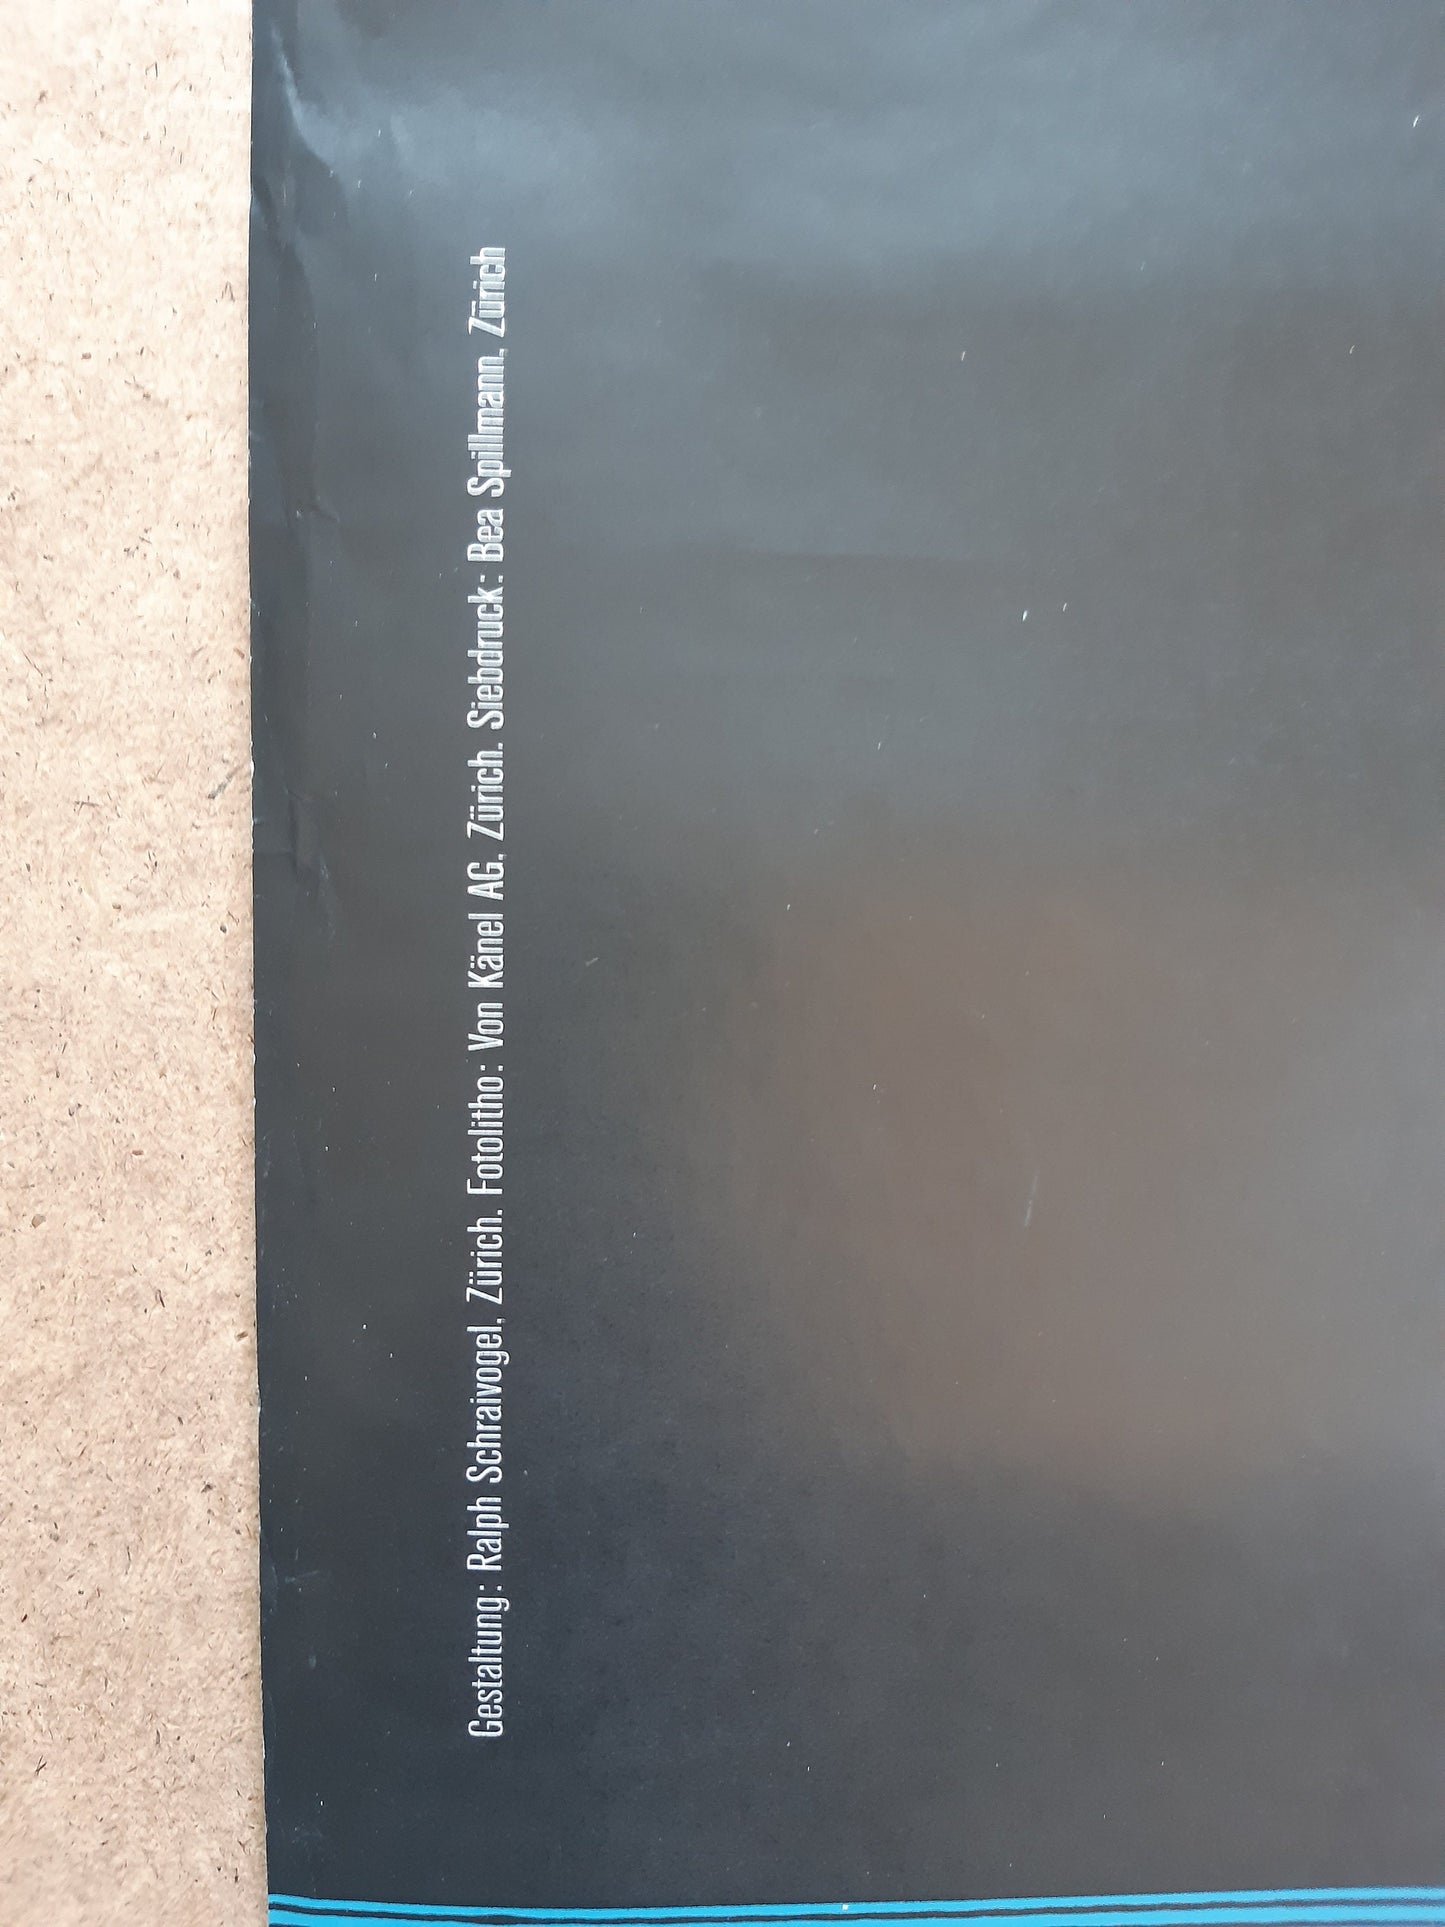 Gestaltung: Ralph Schraivogel, Zürich. Fotolitho: Von Känel AG, Zürich. Siebdruck: Bea Spillmann, Zürich